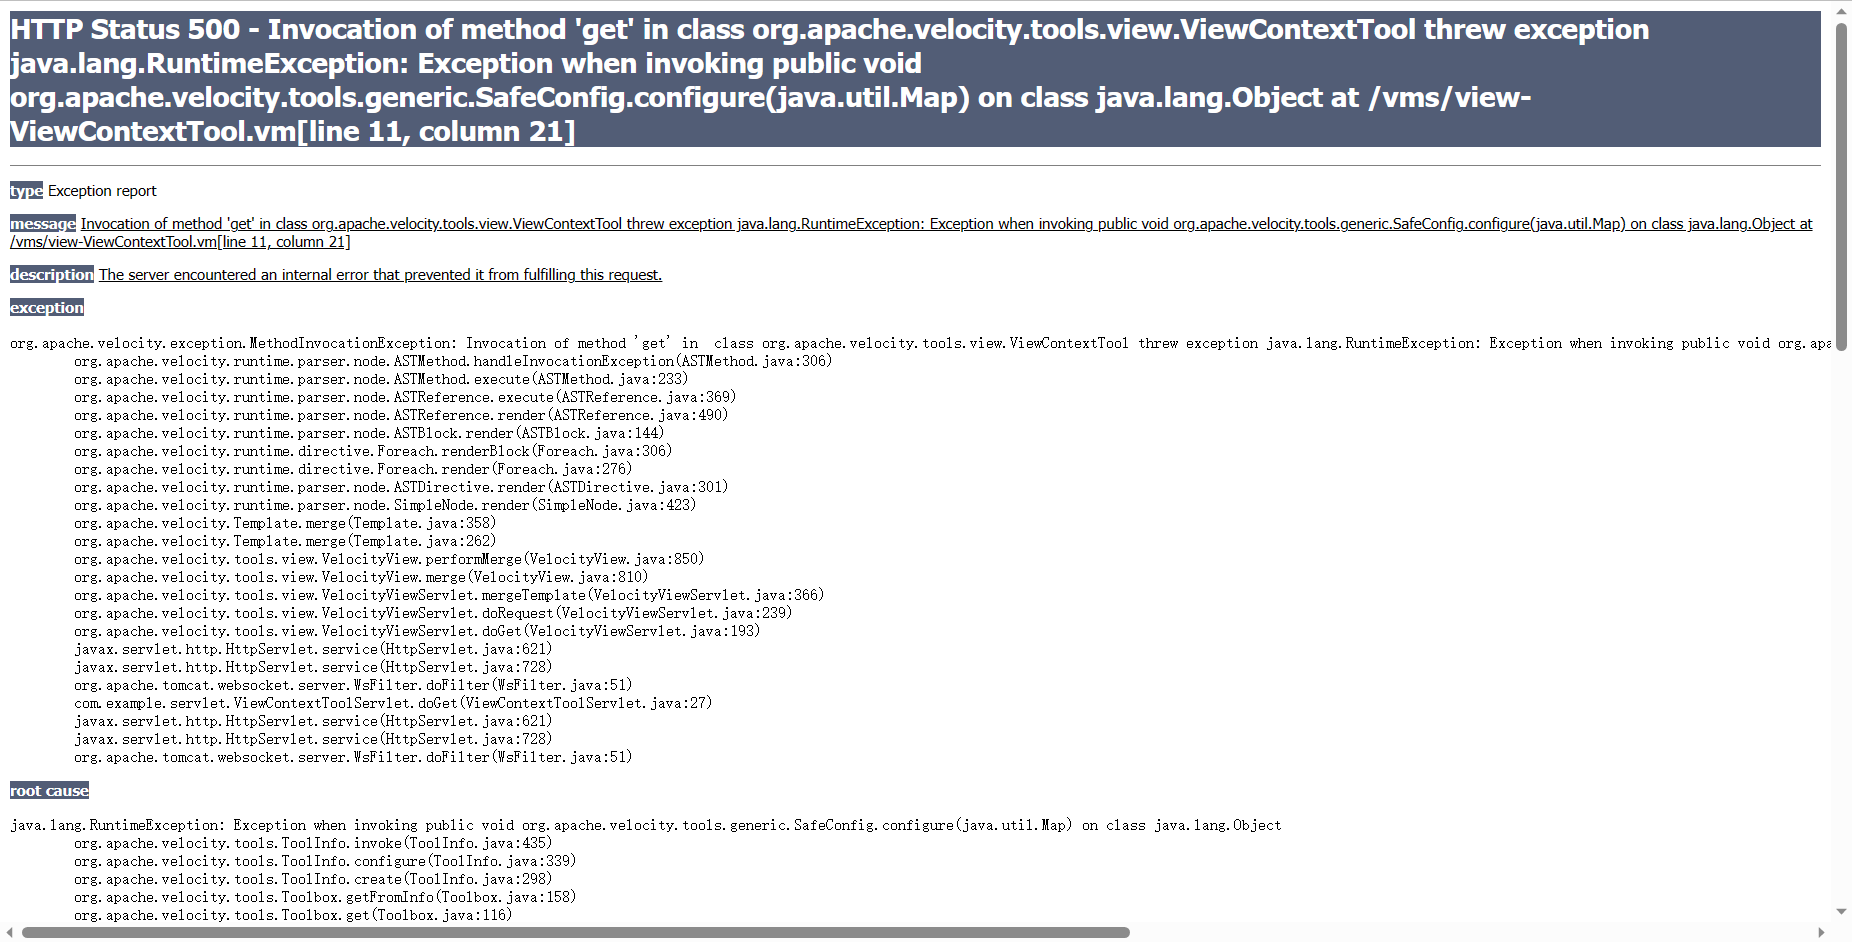 HTTP Status 500 - Invocation of method 'get' in class org.apache.velocity.tools.view.ViewContextTool threw exception
java.lang.RuntimeException: Exception when invoking public void
org.apache.velocity.tools.generic.SafeConfig.configure(java.util.Map) on class java.lang.Object at /vms/view-
ViewContextTool.vm[line 11, column 21]
type Exception report
message Invocation of method 'get' in class org.apache.velocity.tools.view.ViewContextTool threw exception java.lang.RuntimeException: Exception when invoking public void org.apache.velocity.tools.generic.SafeConfig.configure(java.util.Map) on class java.lang.Object at
/vms/view-ViewContextTool.vm[line 11, column 21]
description The server encountered an internal error that prevented it from fulfilling this request.
exception
org.apache.velocity.exception.MethodInvocationException: Invocation of method 'get' in  class org.apache.velocity.tools.view.ViewContextTool threw exception java.lang.RuntimeException: Exception when invoking public void org.apa
org.apache.velocity.runtime.parser.node.ASTMethod.handleInvocationException(ASTMethod.java:306)
org.apache.velocity.runtime.parser.node.ASTMethod.execute(ASTMethod.java:233)
org.apache.velocity.runtime.parser.node.ASTReference.execute(ASTReference.java:369)
org.apache.velocity.runtime.parser.node.ASTReference.render(ASTReference.java:490)
org.apache.velocity.runtime.parser.node.ASTBlock.render(ASTBlock.java:144)
org.apache.velocity.runtime.directive.Foreach.renderBlock(Foreach.java:306)
org.apache.velocity.runtime.directive.Foreach.render(Foreach.java:276)
org.apache.velocity.runtime.parser.node.ASTDirective.render(ASTDirective.java:301)
org.apache.velocity.runtime.parser.node.SimpleNode.render(SimpleNode.java:423)
org.apache.velocity.Template.merge(Template.java:358)
org.apache.velocity.Template.merge(Template.java:262)
org.apache.velocity.tools.view.VelocityView.performMerge(VelocityView.java:850)
org.apache.velocity.tools.view.VelocityView.merge(VelocityView.java:810)
org.apache.velocity.tools.view.VelocityViewServlet.mergeTemplate(VelocityViewServlet.java:366)
org.apache.velocity.tools.view.VelocityViewServlet.doRequest(VelocityViewServlet.java:239)
org.apache.velocity.tools.view.VelocityViewServlet.doGet(VelocityViewServlet.java:193)
javax.servlet.http.HttpServlet.service(HttpServlet.java:621)
javax.servlet.http.HttpServlet.service(HttpServlet.java:728)
org.apache.tomcat.websocket.server.WsFilter.doFilter(WsFilter.java:51)
com.example.servlet.ViewContextToolServlet.doGet(ViewContextToolServlet.java:27)
javax.servlet.http.HttpServlet.service(HttpServlet.java:621)
javax.servlet.http.HttpServlet.service(HttpServlet.java:728)
org.apache.tomcat.websocket.server.WsFilter.doFilter(WsFilter.java:51)
root cause
java.lang.RuntimeException: Exception when invoking public void org.apache.velocity.tools.generic.SafeConfig.configure(java.util.Map) on class java.lang.Object
org.apache.velocity.tools.ToolInfo.invoke(ToolInfo.java:435)
org.apache.velocity.tools.ToolInfo.configure(ToolInfo.java:339)
org.apache.velocity.tools.ToolInfo.create(ToolInfo.java:298)
org.apache.velocity.tools.Toolbox.getFromInfo(Toolbox.java:158)
org.apache.velocity.tools.Toolbox.get(Toolbox.java:116)